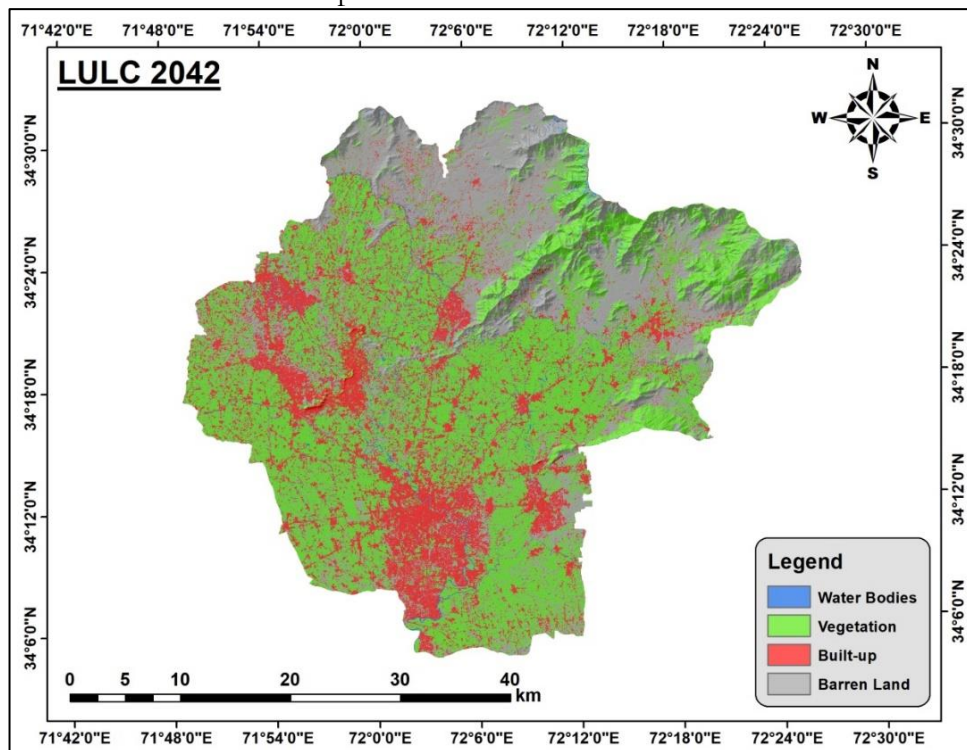 71°42'0"E 71°48'0"E 71°54'0"E 72°0'0"E 72°6'0"E 72°12'0"E 72°18'0"E 72°24'0"E 72°30'0"E
LULC 2042
N
W E
S
34°30'0"N 34°30'0"N
34°24'0"N 34°24'0"N
34°18'0"N 34°18'0"N
34°12'0"N 34°12'0"N
34°6'0"N 34°6'0"N
Legend
Water Bodies
Vegetation
Built-up
Barren Land
0 5 10 20 30 40
km
71°42'0"E 71°48'0"E 71°54'0"E 72°0'0"E 72°6'0"E 72°12'0"E 72°18'0"E 72°24'0"E 72°30'0"E